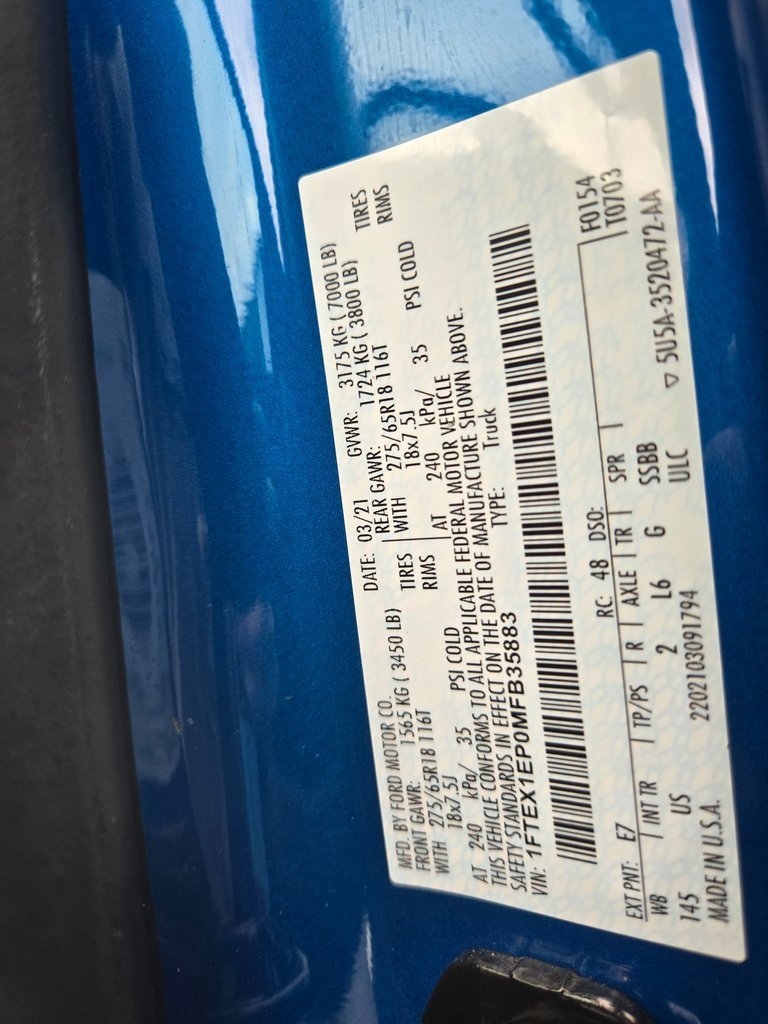 MFD. BY FORD MOTOR CO. DATE: 03/21 GVWR: 3175 KG ( 7000 LB)
FRONT GAWR: 1565 KG ( 3450 LB) REAR GAWR: 1724 KG ( 3800 LB)
WITH 275/65R18 116T TIRES WITH 275/65R18 116T TIRES
18x7.5J RIMS 18x7.5J RIMS
AT 240 kPa/ 35 PSI COLD AT 240 kPa/ 35 PSI COLD
THIS VEHICLE CONFORMS TO ALL APPLICABLE FEDERAL MOTOR VEHICLE
SAFETY STANDARDS IN EFFECT ON THE DATE OF MANUFACTURE SHOWN ABOVE.
VIN: 1FTEX1EP0MFB35883 TYPE: Truck
F0154
T0703
EXT PNT: E7 RC: 48 DSO:
WB INT TR TP/PS R AXLE TR SPR
145 US 2 L6 G SSBB
MADE IN U.S.A. 2202103091794 ULC ▽ 5U5A-3520472-AA